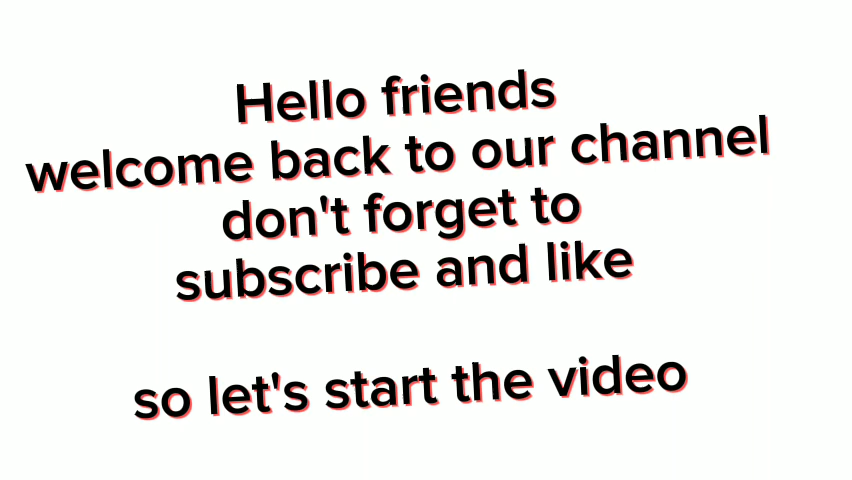 Hello friends
welcome back to our channel
don't forget to
subscribe and like
so let's start the video